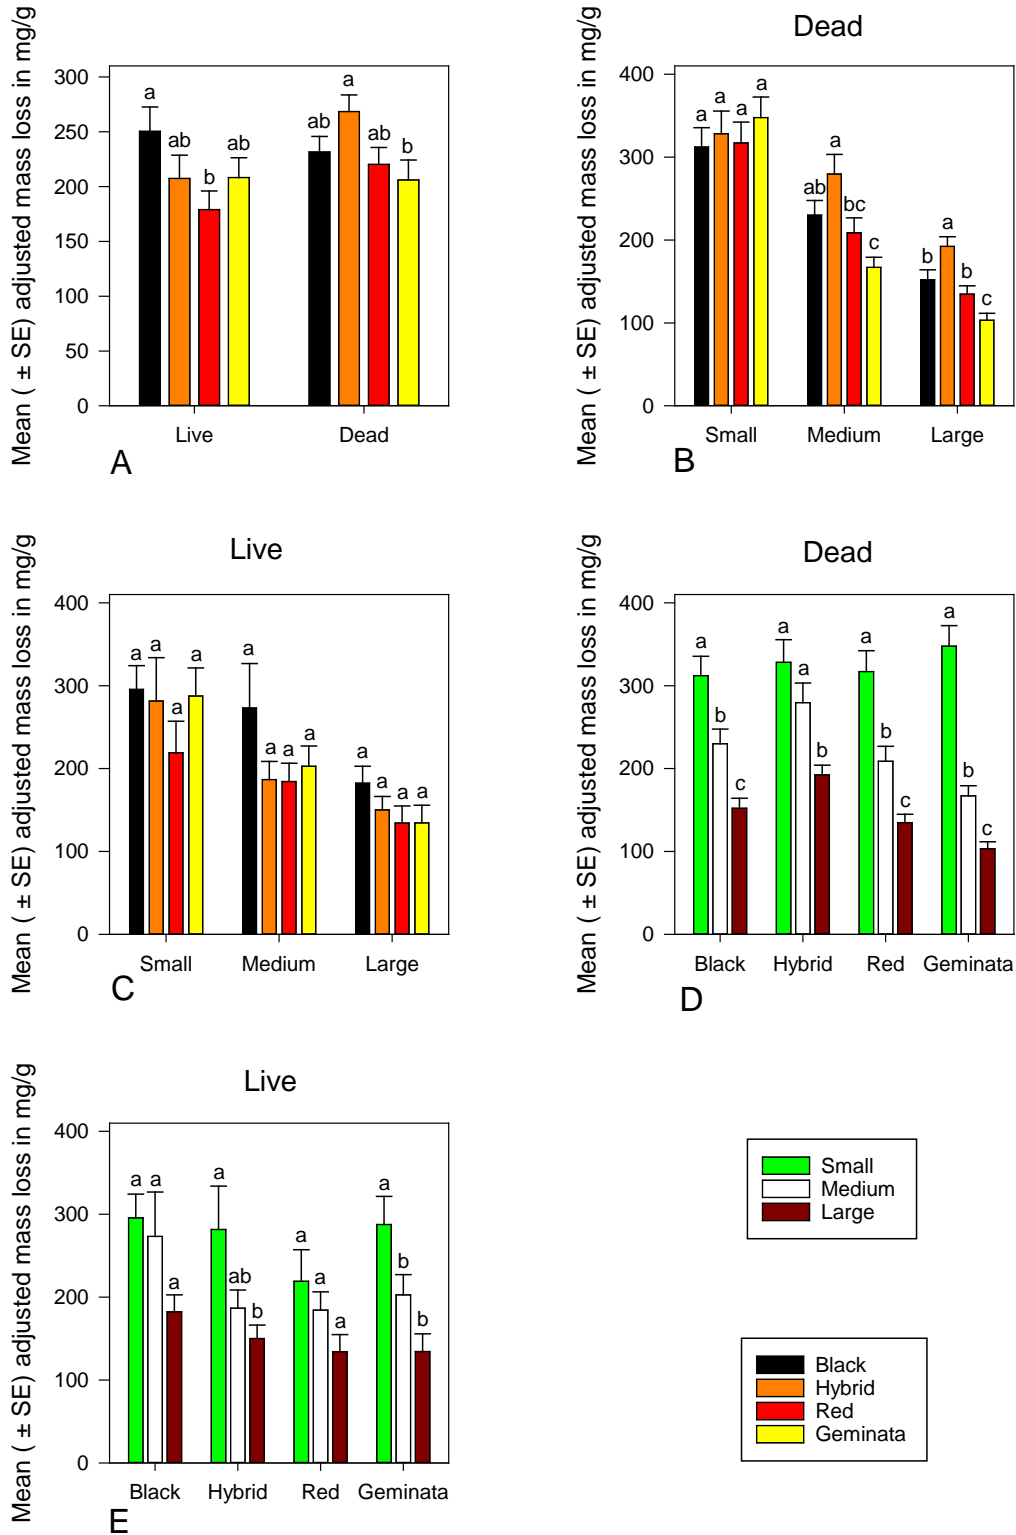 Mean ( ± SE) adjusted mass loss in mg/g
300
250
200
150
100
50
0
a
ab
b
ab
ab
a
ab
b
Live
Dead
A
Dead
Mean ( ± SE) adjusted mass loss in mg/g
400
300
200
100
0
a
a
a
a
ab
a
bc
c
b
a
b
c
Small
Medium
Large
B
Live
Mean ( ± SE) adjusted mass loss in mg/g
400
300
200
100
0
a
a
a
a
a
a
a
a
a
a
a
a
Small
Medium
Large
C
Dead
Mean ( ± SE) adjusted mass loss in mg/g
400
300
200
100
0
a
b
c
a
a
b
a
b
c
a
b
c
Black
Hybrid
Red
Geminata
D
Live
Mean ( ± SE) adjusted mass loss in mg/g
400
300
200
100
0
a
a
a
a
ab
b
a
a
a
a
b
b
Black
Hybrid
Red
Geminata
E
Small
Medium
Large
Black
Hybrid
Red
Geminata